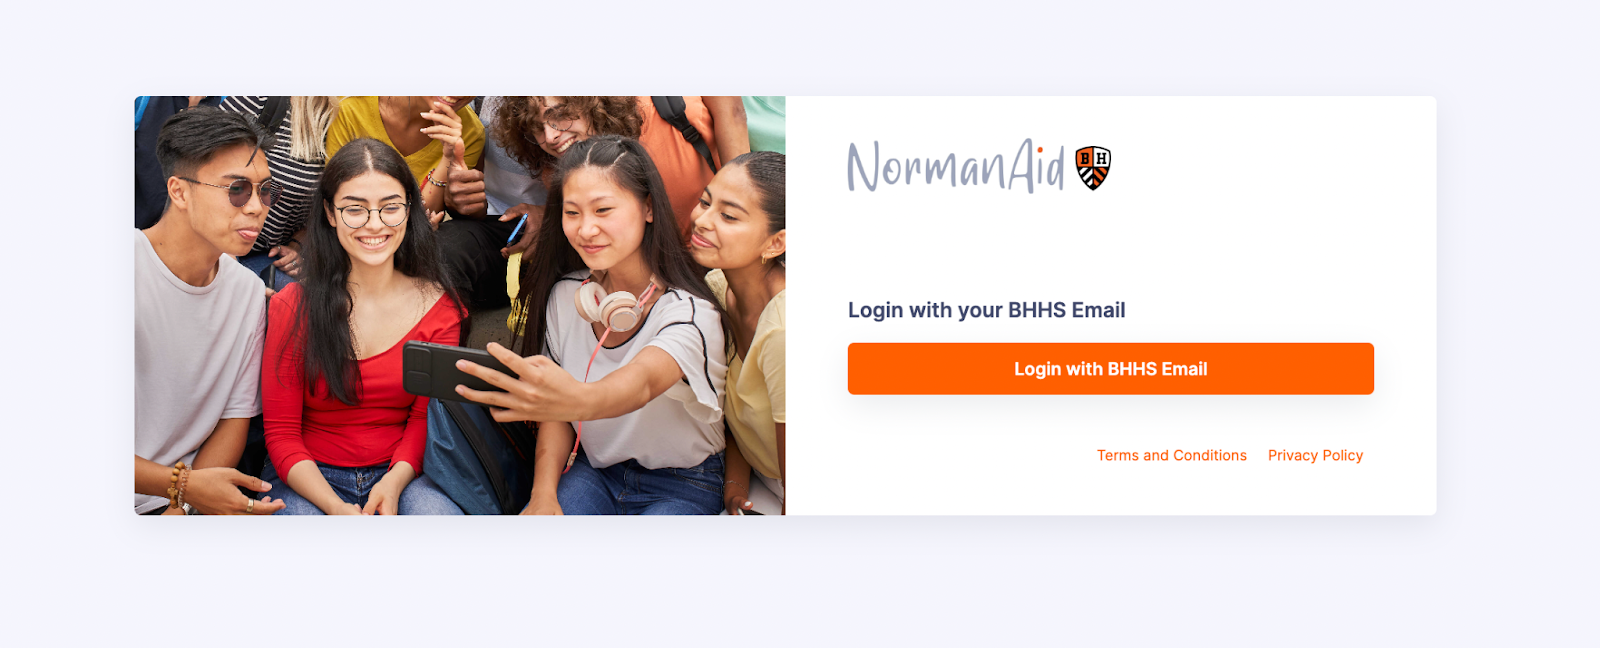 NormanAid
B H
Login with your BHHS Email
Login with BHHS Email
Terms and Conditions Privacy Policy